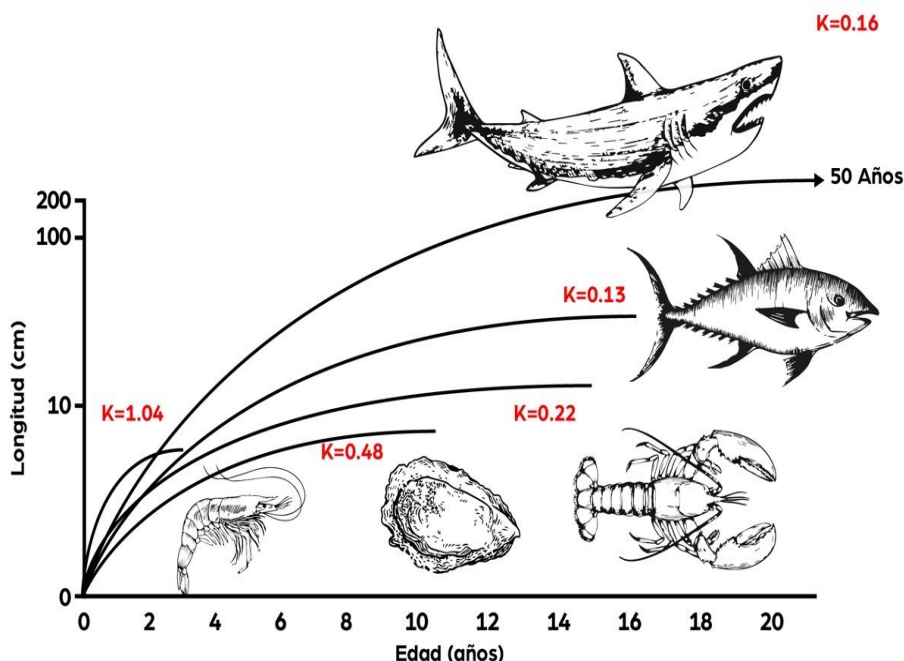 K=0.16
50 Años
200
100
K=0.13
10
K=1.04
K=0.22
K=0.48
Longitud (cm)
0
0 2 4 6 8 10 12 14 16 18 20
Edad (años)